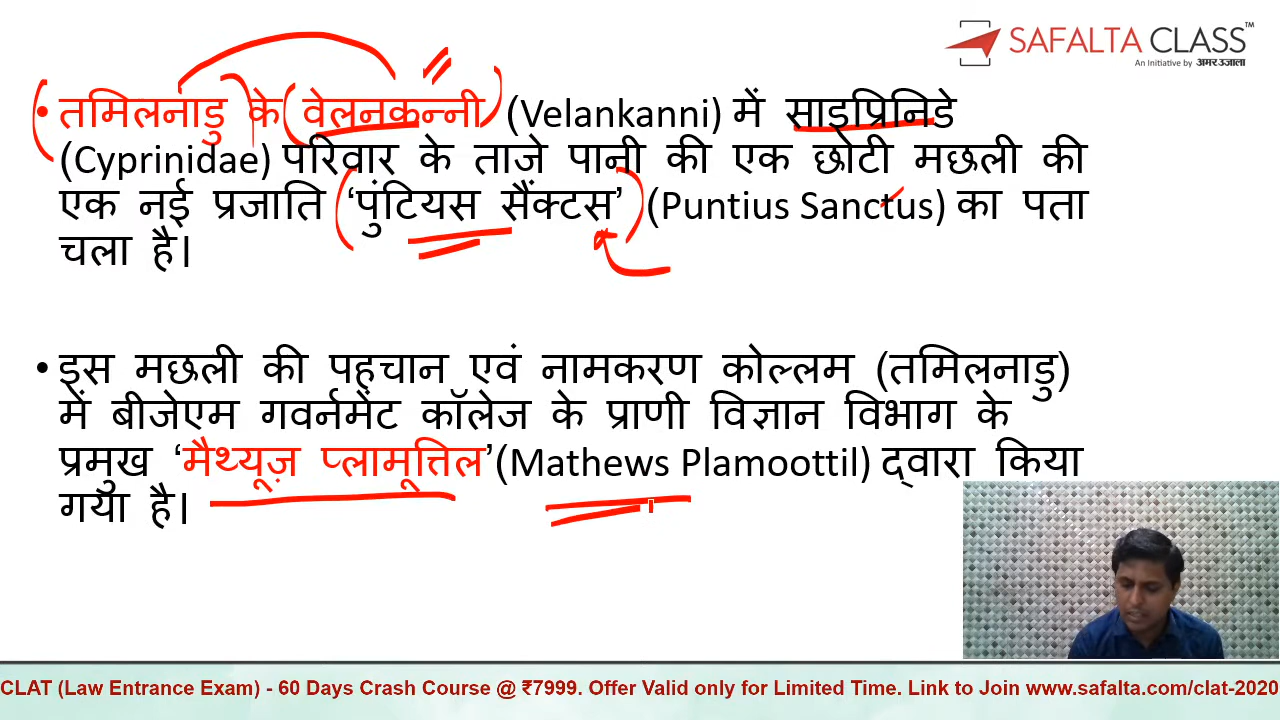 SAFALTA CLASS™
An Initiative by अमर उजाला
• तमिलनाडु के वेलनकन्नी (Velankanni) में साइप्रिनिडे
(Cyprinidae) परिवार के ताजे पानी की एक छोटी मछली की
एक नई प्रजाति ‘पुंटियस सैंक्टस’ (Puntius Sanctus) का पता
चला है।
• इस मछली की पहचान एवं नामकरण कोल्लम (तमिलनाडु)
में बीजेएम गवर्नमेंट कॉलेज के प्राणी विज्ञान विभाग के
प्रमुख ‘मैथ्यूज़ प्लामूत्तिल’(Mathews Plamoottil) द्वारा किया
गया है।
CLAT (Law Entrance Exam) - 60 Days Crash Course @ ₹7999. Offer Valid only for Limited Time. Link to Join www.safalta.com/clat-2020